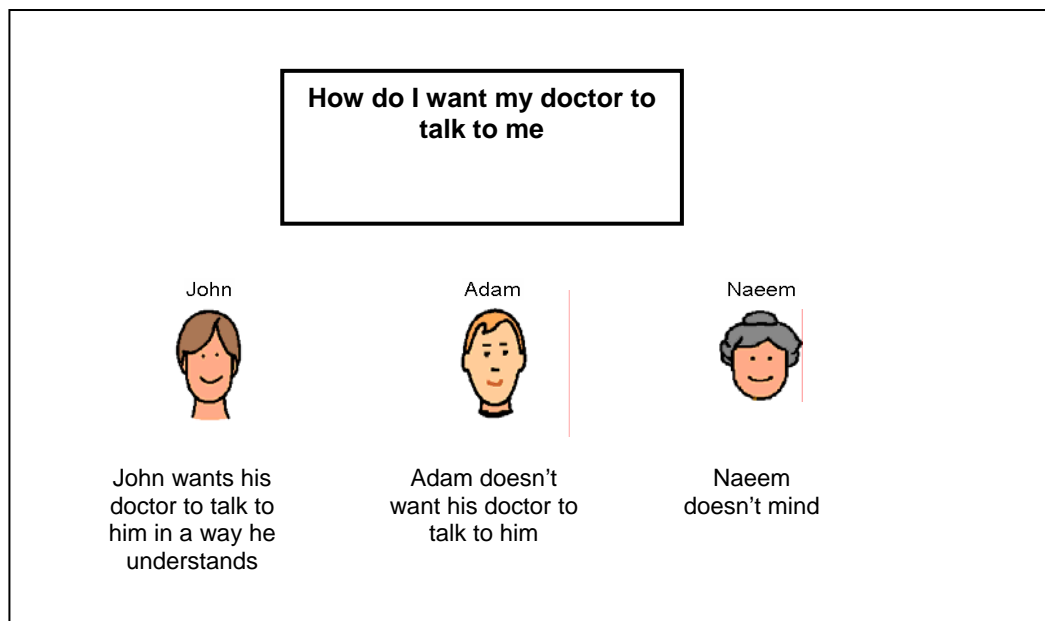 How do I want my doctor to
talk to me
John
Adam
Naeem
John wants his
doctor to talk to
him in a way he
understands
Adam doesn’t
want his doctor to
talk to him
Naeem
doesn’t mind